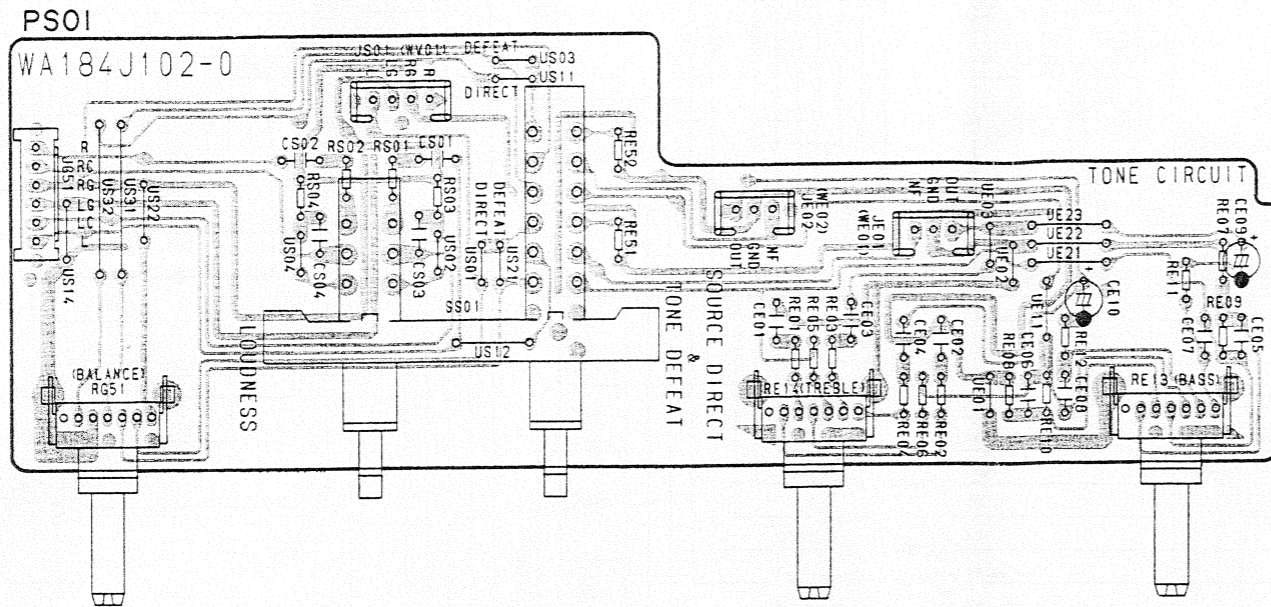 PS01
WA184J102-0
JS01 (WV01)
DEFEAT
US03
US11
DIRECT
L
LG
RG
R
R
RC
RG
LG
LC
L
UG51
US32
US31
US22
US14
CS02
RS02
RS01
CS01
RS04
RS03
US04
CS04
CS03
US02
DIRECT
US01
DEFEAT
US21
RE52
RE51
SS01
US12
LOUDNESS
SOURCE DIRECT
&
TONE DEFEAT
(BALANCE)
RG51
TONE CIRCUIT
(WE02)
UE02
NF
GND
OUT
NF
GND
OUT
JE01
(WE01)
UE03
UE23
UE22
UE21
UE02
UE11
CE10
RE07
CE09
RE11
RE09
CE07
CE05
CE01
RE01
RE05
RE03
CE03
CE04
CE02
RE08
CE06
RE12
CE08
UE01
RE10
RE04
RE06
RE02
RE14 (TREBLE)
RE13 (BASS)